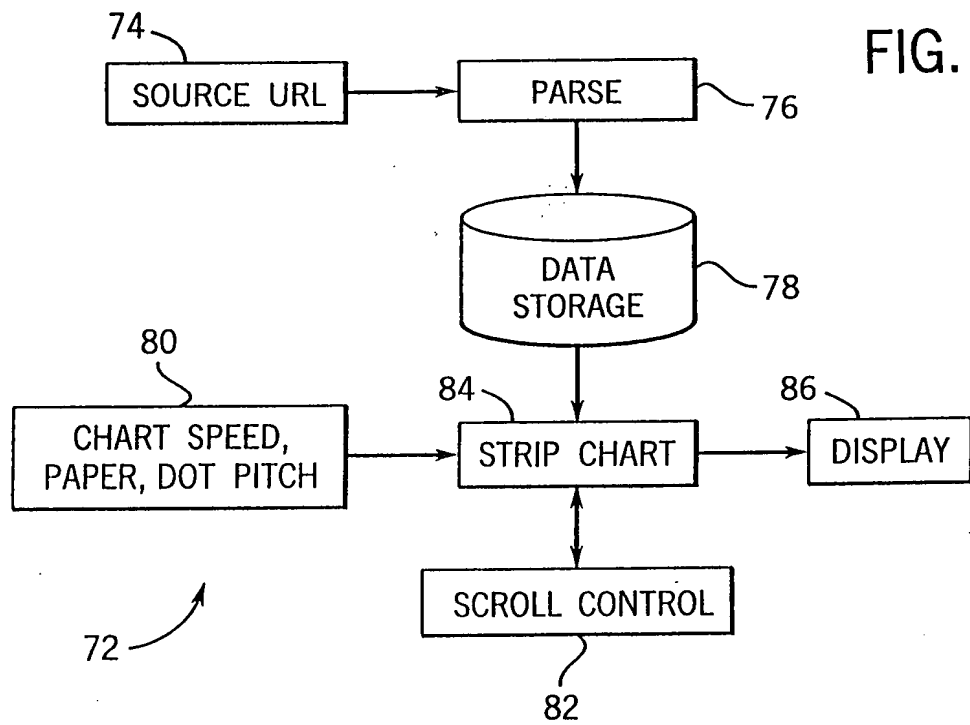 FIG.
74
SOURCE URL
PARSE
76
DATA
STORAGE
78
80
CHART SPEED,
PAPER, DOT PITCH
84
STRIP CHART
86
DISPLAY
SCROLL CONTROL
72
82